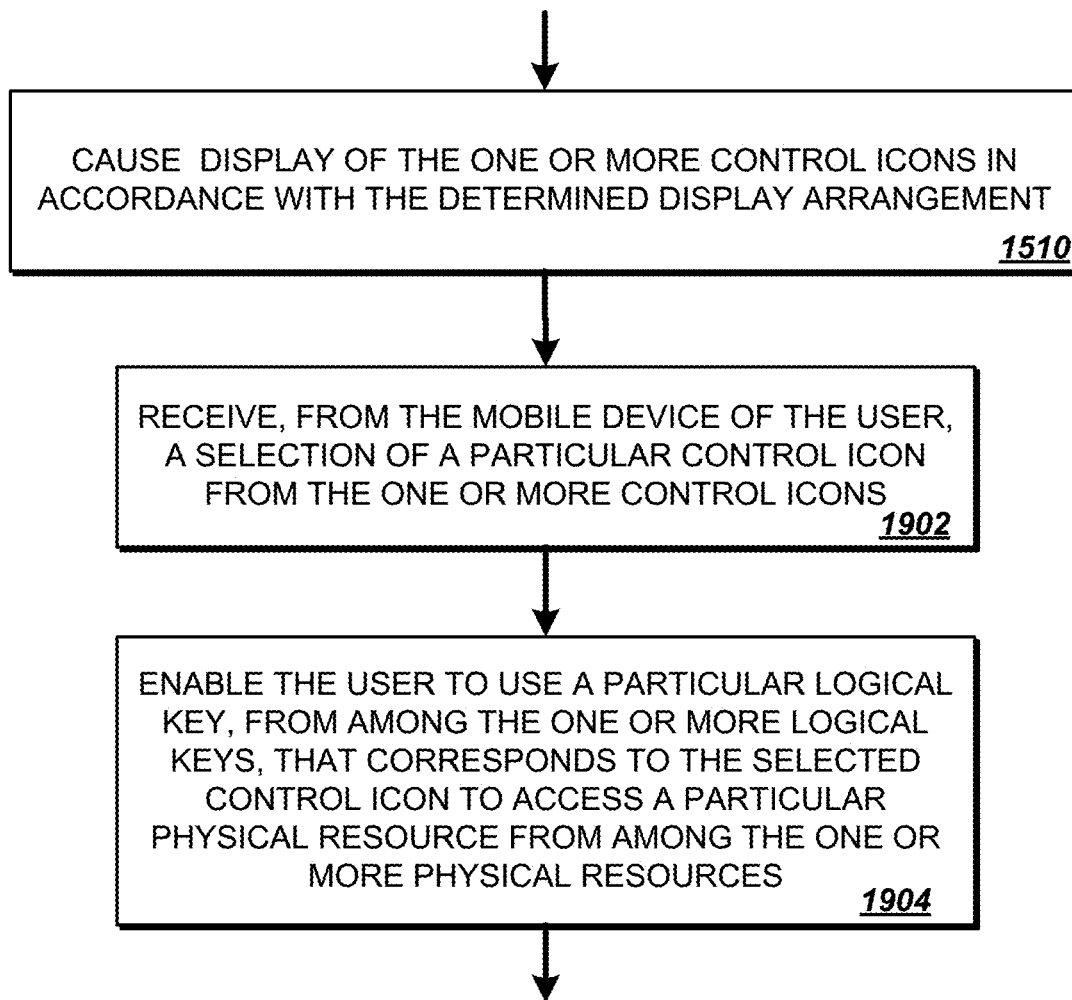 CAUSE DISPLAY OF THE ONE OR MORE CONTROL ICONS IN
ACCORDANCE WITH THE DETERMINED DISPLAY ARRANGEMENT
1510
RECEIVE, FROM THE MOBILE DEVICE OF THE USER,
A SELECTION OF A PARTICULAR CONTROL ICON
FROM THE ONE OR MORE CONTROL ICONS
1902
ENABLE THE USER TO USE A PARTICULAR LOGICAL
KEY, FROM AMONG THE ONE OR MORE LOGICAL
KEYS, THAT CORRESPONDS TO THE SELECTED
CONTROL ICON TO ACCESS A PARTICULAR
PHYSICAL RESOURCE FROM AMONG THE ONE OR
MORE PHYSICAL RESOURCES
1904